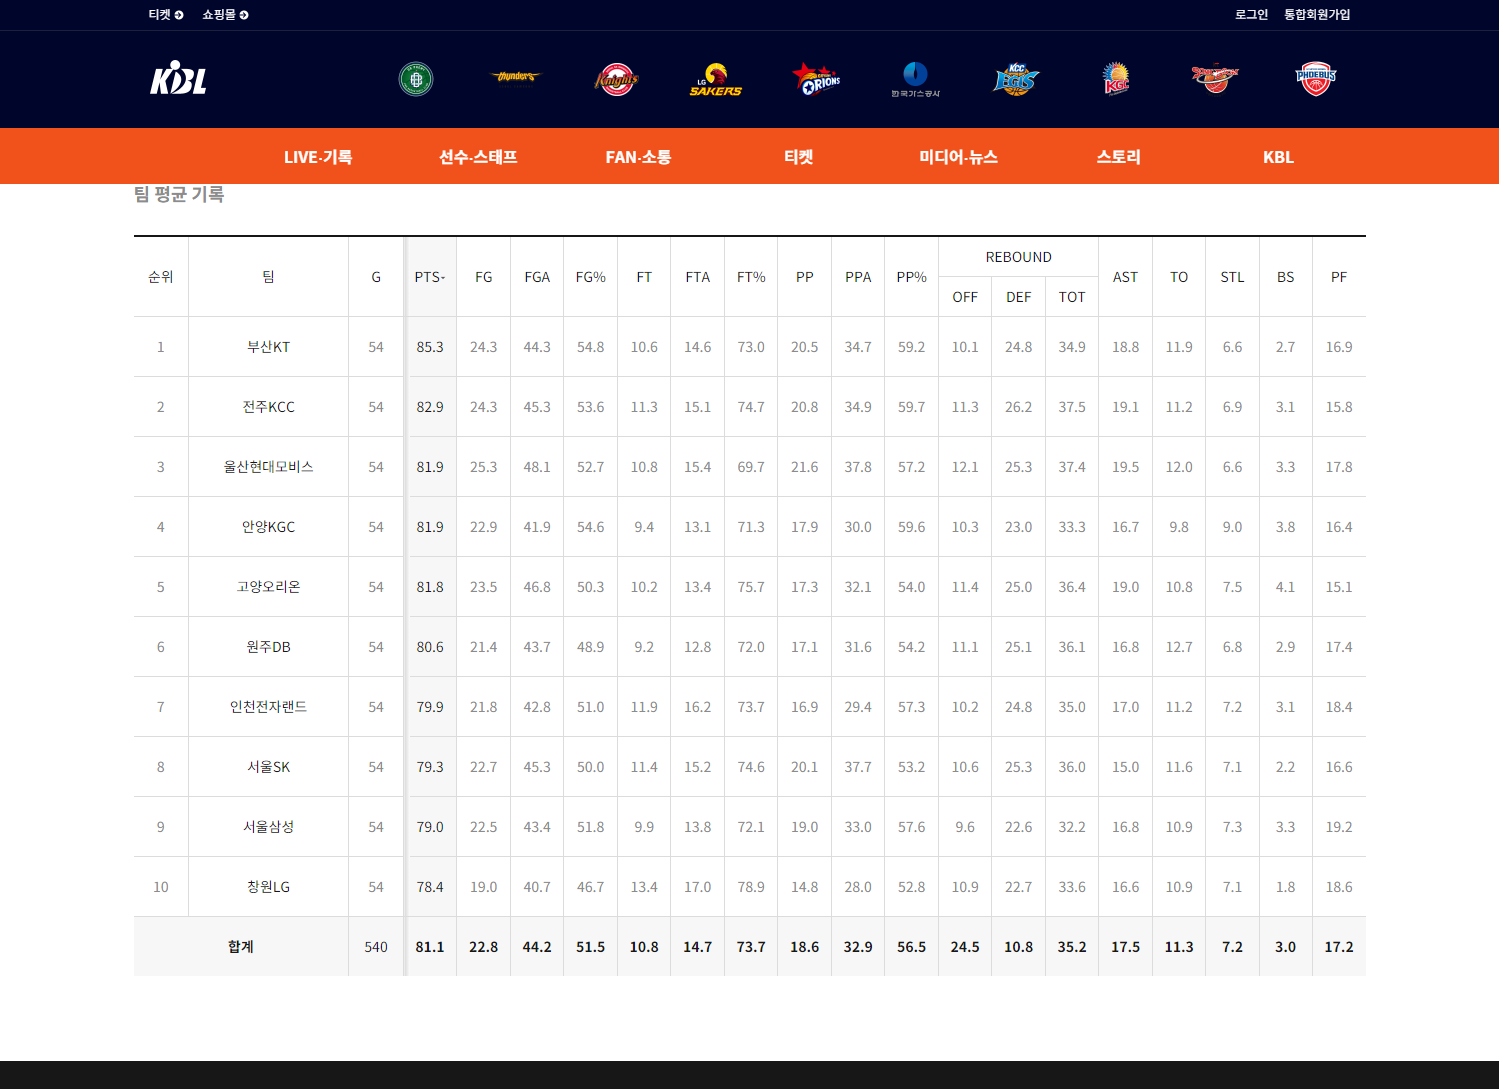 티켓 쇼핑몰 로그인 통합회원가입
KBL thunders Knights LG SAKERS ORIONS 한국가스공사 KCC EGIS KGC PHOEBUS
LIVE·기록 선수·스태프 FAN·소통 티켓 미디어·뉴스 스토리 KBL
팀 평균 기록
순위 팀 G PTS FG FGA FG% FT FTA FT% PP PPA PP% REBOUND AST TO STL BS PF
OFF DEF TOT
1 부산KT 54 85.3 24.3 44.3 54.8 10.6 14.6 73.0 20.5 34.7 59.2 10.1 24.8 34.9 18.8 11.9 6.6 2.7 16.9
2 전주KCC 54 82.9 24.3 45.3 53.6 11.3 15.1 74.7 20.8 34.9 59.7 11.3 26.2 37.5 19.1 11.2 6.9 3.1 15.8
3 울산현대모비스 54 81.9 25.3 48.1 52.7 10.8 15.4 69.7 21.6 37.8 57.2 12.1 25.3 37.4 19.5 12.0 6.6 3.3 17.8
4 안양KGC 54 81.9 22.9 41.9 54.6 9.4 13.1 71.3 17.9 30.0 59.6 10.3 23.0 33.3 16.7 9.8 9.0 3.8 16.4
5 고양오리온 54 81.8 23.5 46.8 50.3 10.2 13.4 75.7 17.3 32.1 54.0 11.4 25.0 36.4 19.0 10.8 7.5 4.1 15.1
6 원주DB 54 80.6 21.4 43.7 48.9 9.2 12.8 72.0 17.1 31.6 54.2 11.1 25.1 36.1 16.8 12.7 6.8 2.9 17.4
7 인천전자랜드 54 79.9 21.8 42.8 51.0 11.9 16.2 73.7 16.9 29.4 57.3 10.2 24.8 35.0 17.0 11.2 7.2 3.1 18.4
8 서울SK 54 79.3 22.7 45.3 50.0 11.4 15.2 74.6 20.1 37.7 53.2 10.6 25.3 36.0 15.0 11.6 7.1 2.2 16.6
9 서울삼성 54 79.0 22.5 43.4 51.8 9.9 13.8 72.1 19.0 33.0 57.6 9.6 22.6 32.2 16.8 10.9 7.3 3.3 19.2
10 창원LG 54 78.4 19.0 40.7 46.7 13.4 17.0 78.9 14.8 28.0 52.8 10.9 22.7 33.6 16.6 10.9 7.1 1.8 18.6
합계 540 81.1 22.8 44.2 51.5 10.8 14.7 73.7 18.6 32.9 56.5 24.5 10.8 35.2 17.5 11.3 7.2 3.0 17.2